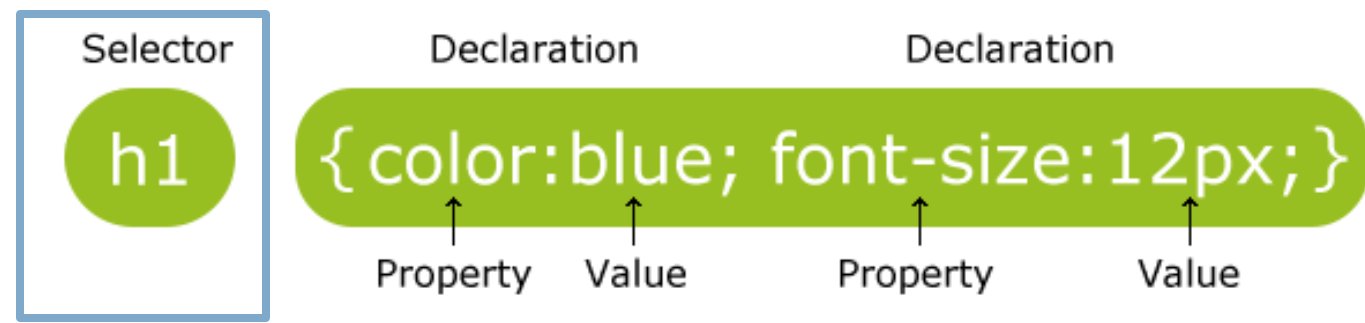 Selector Declaration Declaration
h1 {color:blue; font-size:12px;}
Property Value Property Value